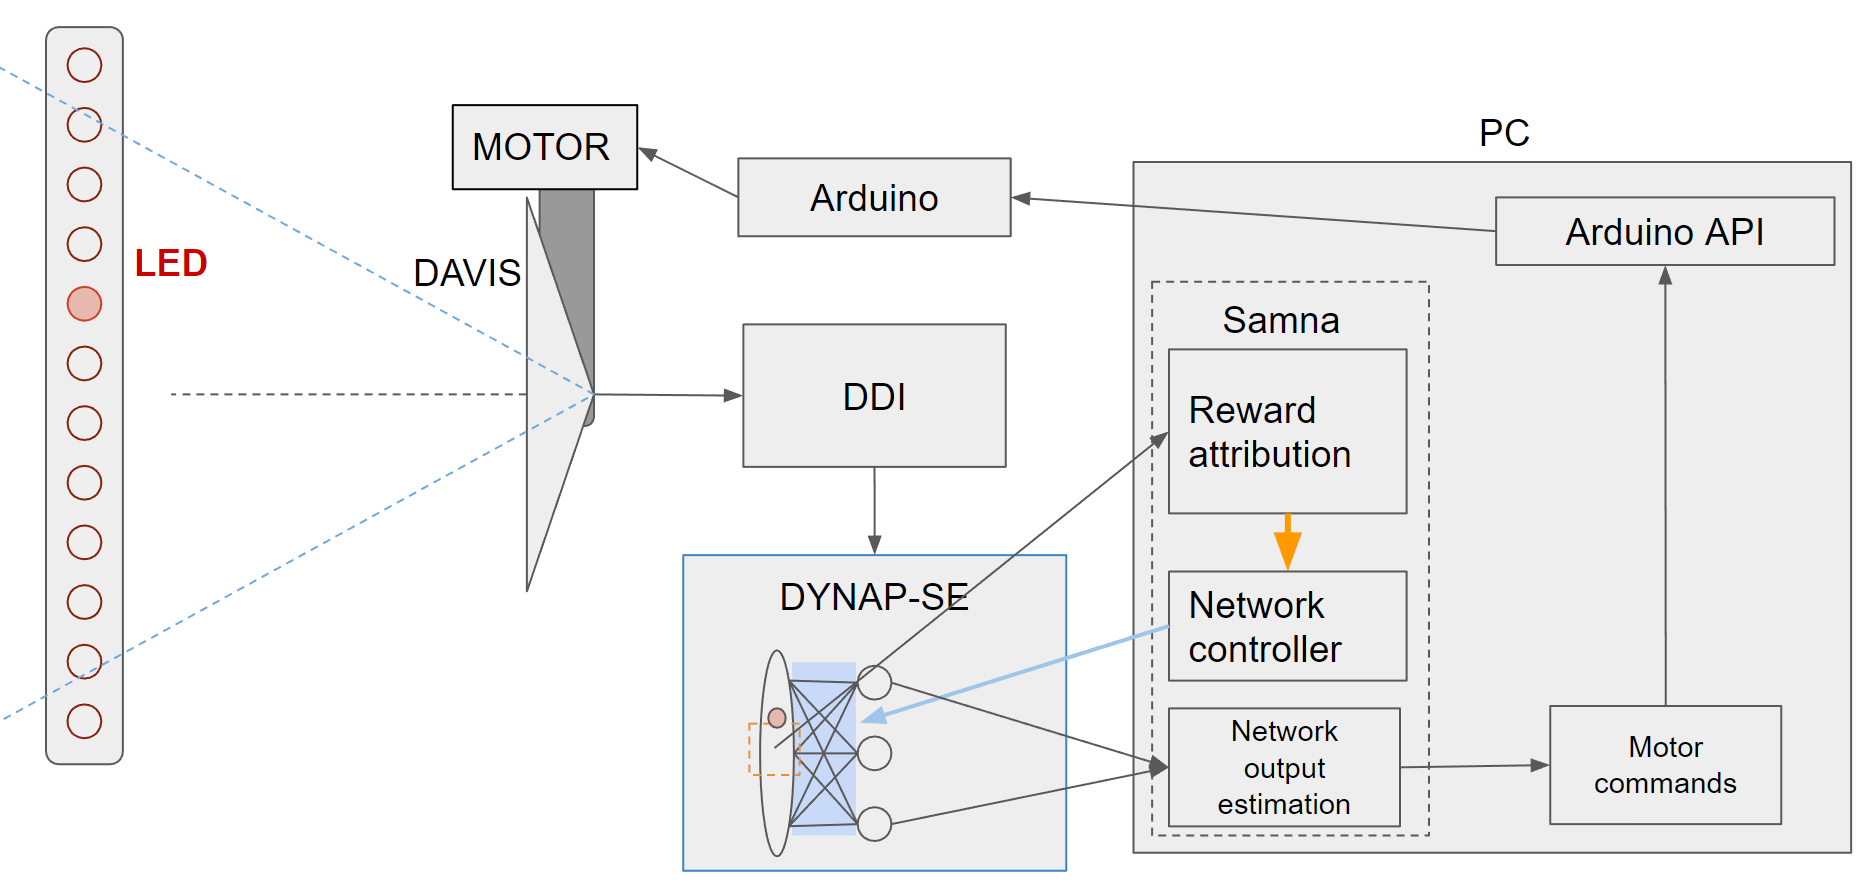 PC
MOTOR
Arduino
Arduino API
LED
DAVIS
Samna
DDI
Reward
attribution
DYNAP-SE
Network
controller
Network
output
estimation
Motor
commands